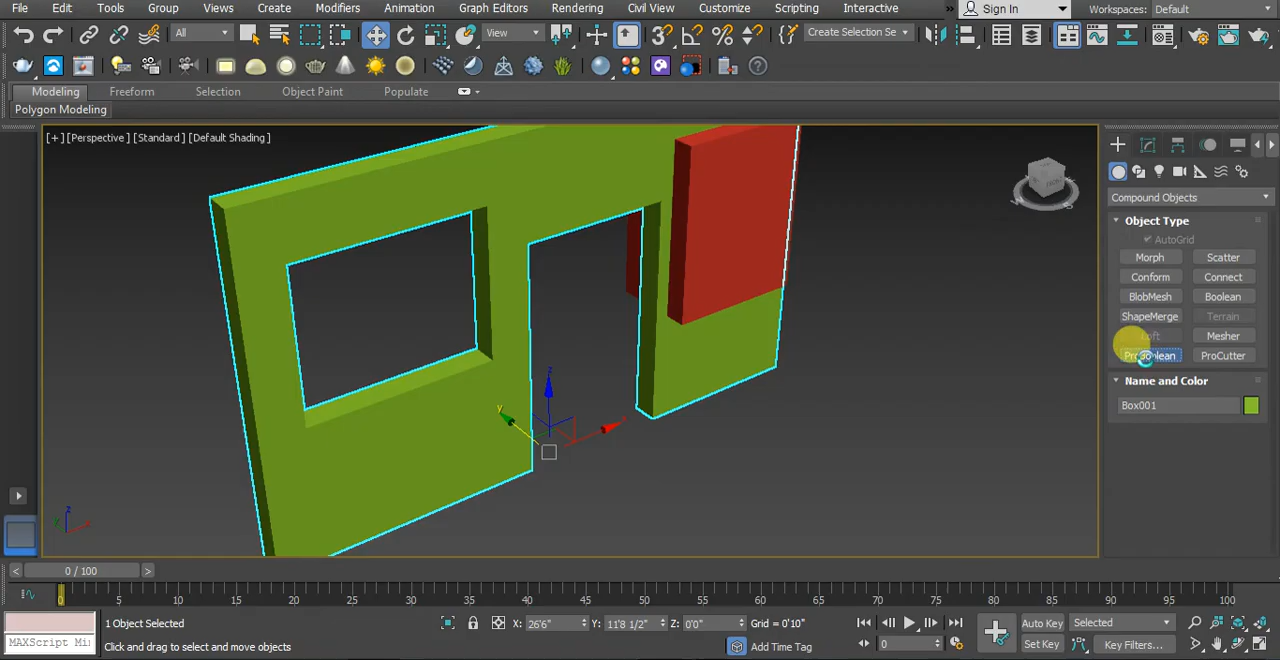 File Edit Tools Group Views Create Modifiers Animation Graph Editors Rendering Civil View Customize Scripting Interactive » Sign In Workspaces: Default
All View Create Selection Se
Modeling Freeform Selection Object Paint Populate
Polygon Modeling
[+] [Perspective] [Standard] [Default Shading]
Compound Objects
Object Type
AutoGrid
Morph Scatter
Conform Connect
BlobMesh Boolean
ShapeMerge Terrain
Loft Mesher
ProBoolean ProCutter
Name and Color
Box001
z
y
x
z
x
< 0 / 100 >
0 5 10 15 20 25 30 35 40 45 50 55 60 65 70 75 80 85 90 95 100
1 Object Selected X: 26'6" Y: 11'8 1/2" Z: 0'0" Grid = 0'10" Auto Key Selected
MAXScript Mi Click and drag to select and move objects Add Time Tag 0 Set Key Key Filters...